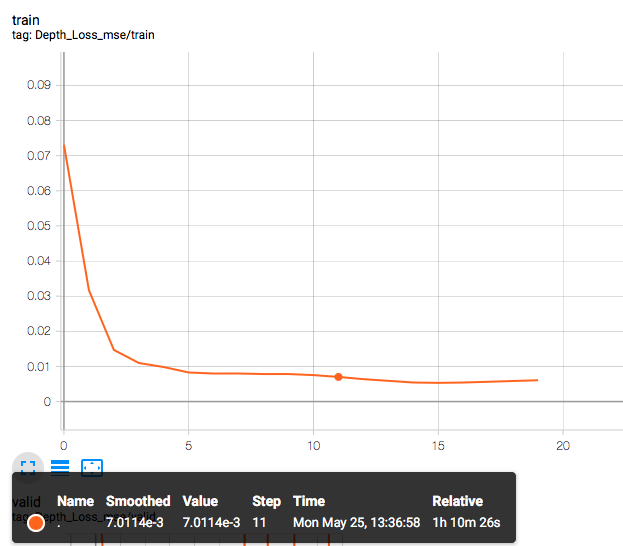 train
tag: Depth_Loss_mse/train
0.09
0.08
0.07
0.06
0.05
0.04
0.03
0.02
0.01
0
0 5 10 15 20
valid
tag: Depth_Loss_mse/valid
Name Smoothed Value Step Time Relative
. 7.0114e-3 7.0114e-3 11 Mon May 25, 13:36:58 1h 10m 26s